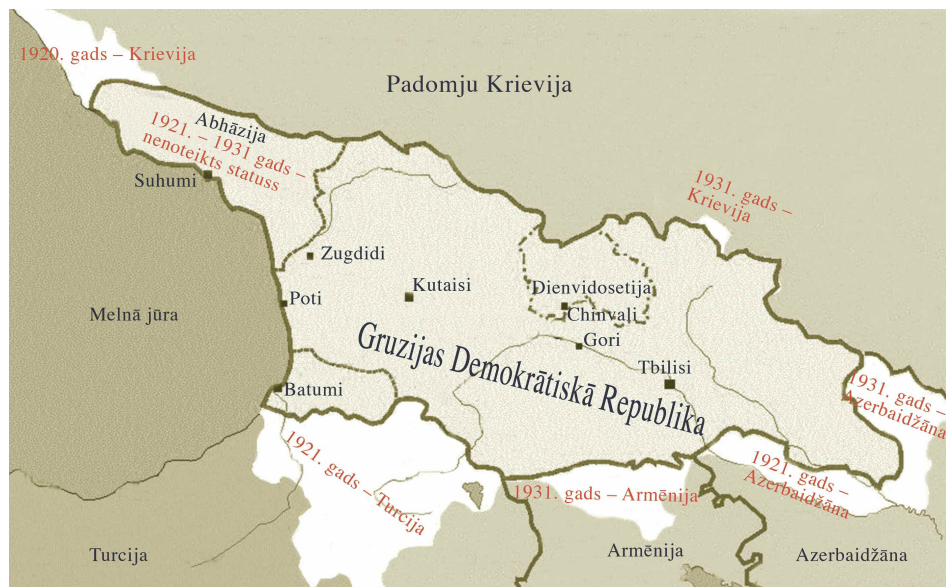 1920. gads – Krievija
Padomju Krievija
Abhāzija
1921. – 1931 gads –
nenoteikts statuss
Suhumi
1931. gads –
Krievija
Zugdidi
Kutaisi
Dienvidosetija
Poti
Chinvali
Melnā jūra
Gori
Gruzijas Demokrātiskā Republika
Tbilisi
Batumi
1931. gads –
Azerbaidžāna
1921. gads – Turcija
1931. gads – Armēnija
1921. gads –
Azerbaidžāna
Turcija
Armēnija
Azerbaidžāna